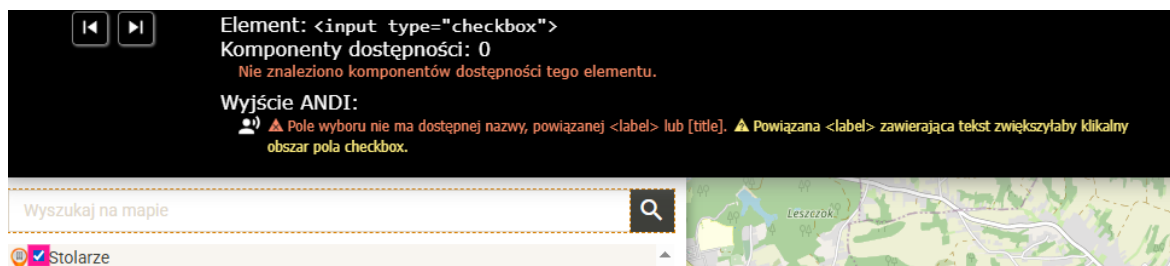 Element: <input type="checkbox">
Komponenty dostępności: 0
Nie znaleziono komponentów dostępności tego elementu.
Wyjście ANDI:
Pole wyboru nie ma dostępnej nazwy, powiązanej <label> lub [title]. Powiązana <label> zawierająca tekst zwiększyłaby klikalny
obszar pola checkbox.
Wyszukaj na mapie
Leszczok
Stolarze